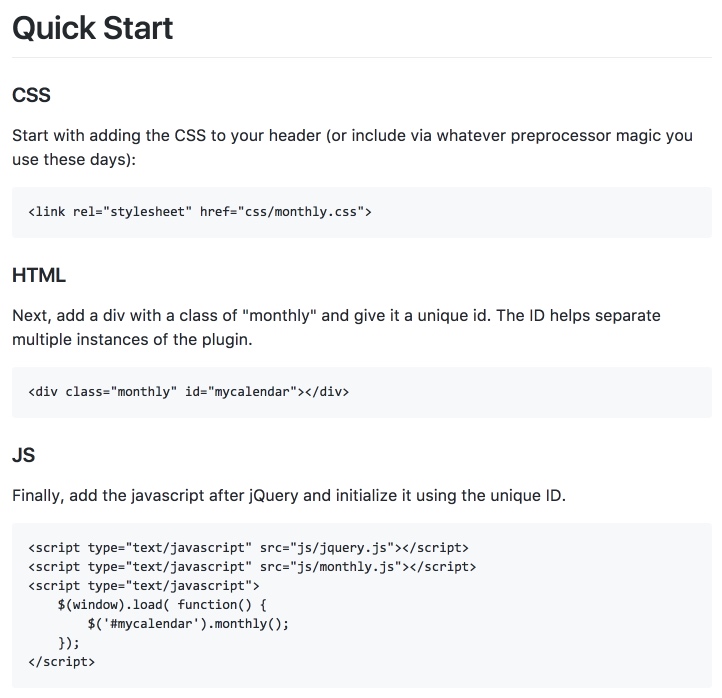 Quick Start
CSS
Start with adding the CSS to your header (or include via whatever preprocessor magic you
use these days):
<link rel="stylesheet" href="css/monthly.css">
HTML
Next, add a div with a class of "monthly" and give it a unique id. The ID helps separate
multiple instances of the plugin.
<div class="monthly" id="mycalendar"></div>
JS
Finally, add the javascript after jQuery and initialize it using the unique ID.
<script type="text/javascript" src="js/jquery.js"></script>
<script type="text/javascript" src="js/monthly.js"></script>
<script type="text/javascript">
    $(window).load( function() {
        $('#mycalendar').monthly();
    });
</script>